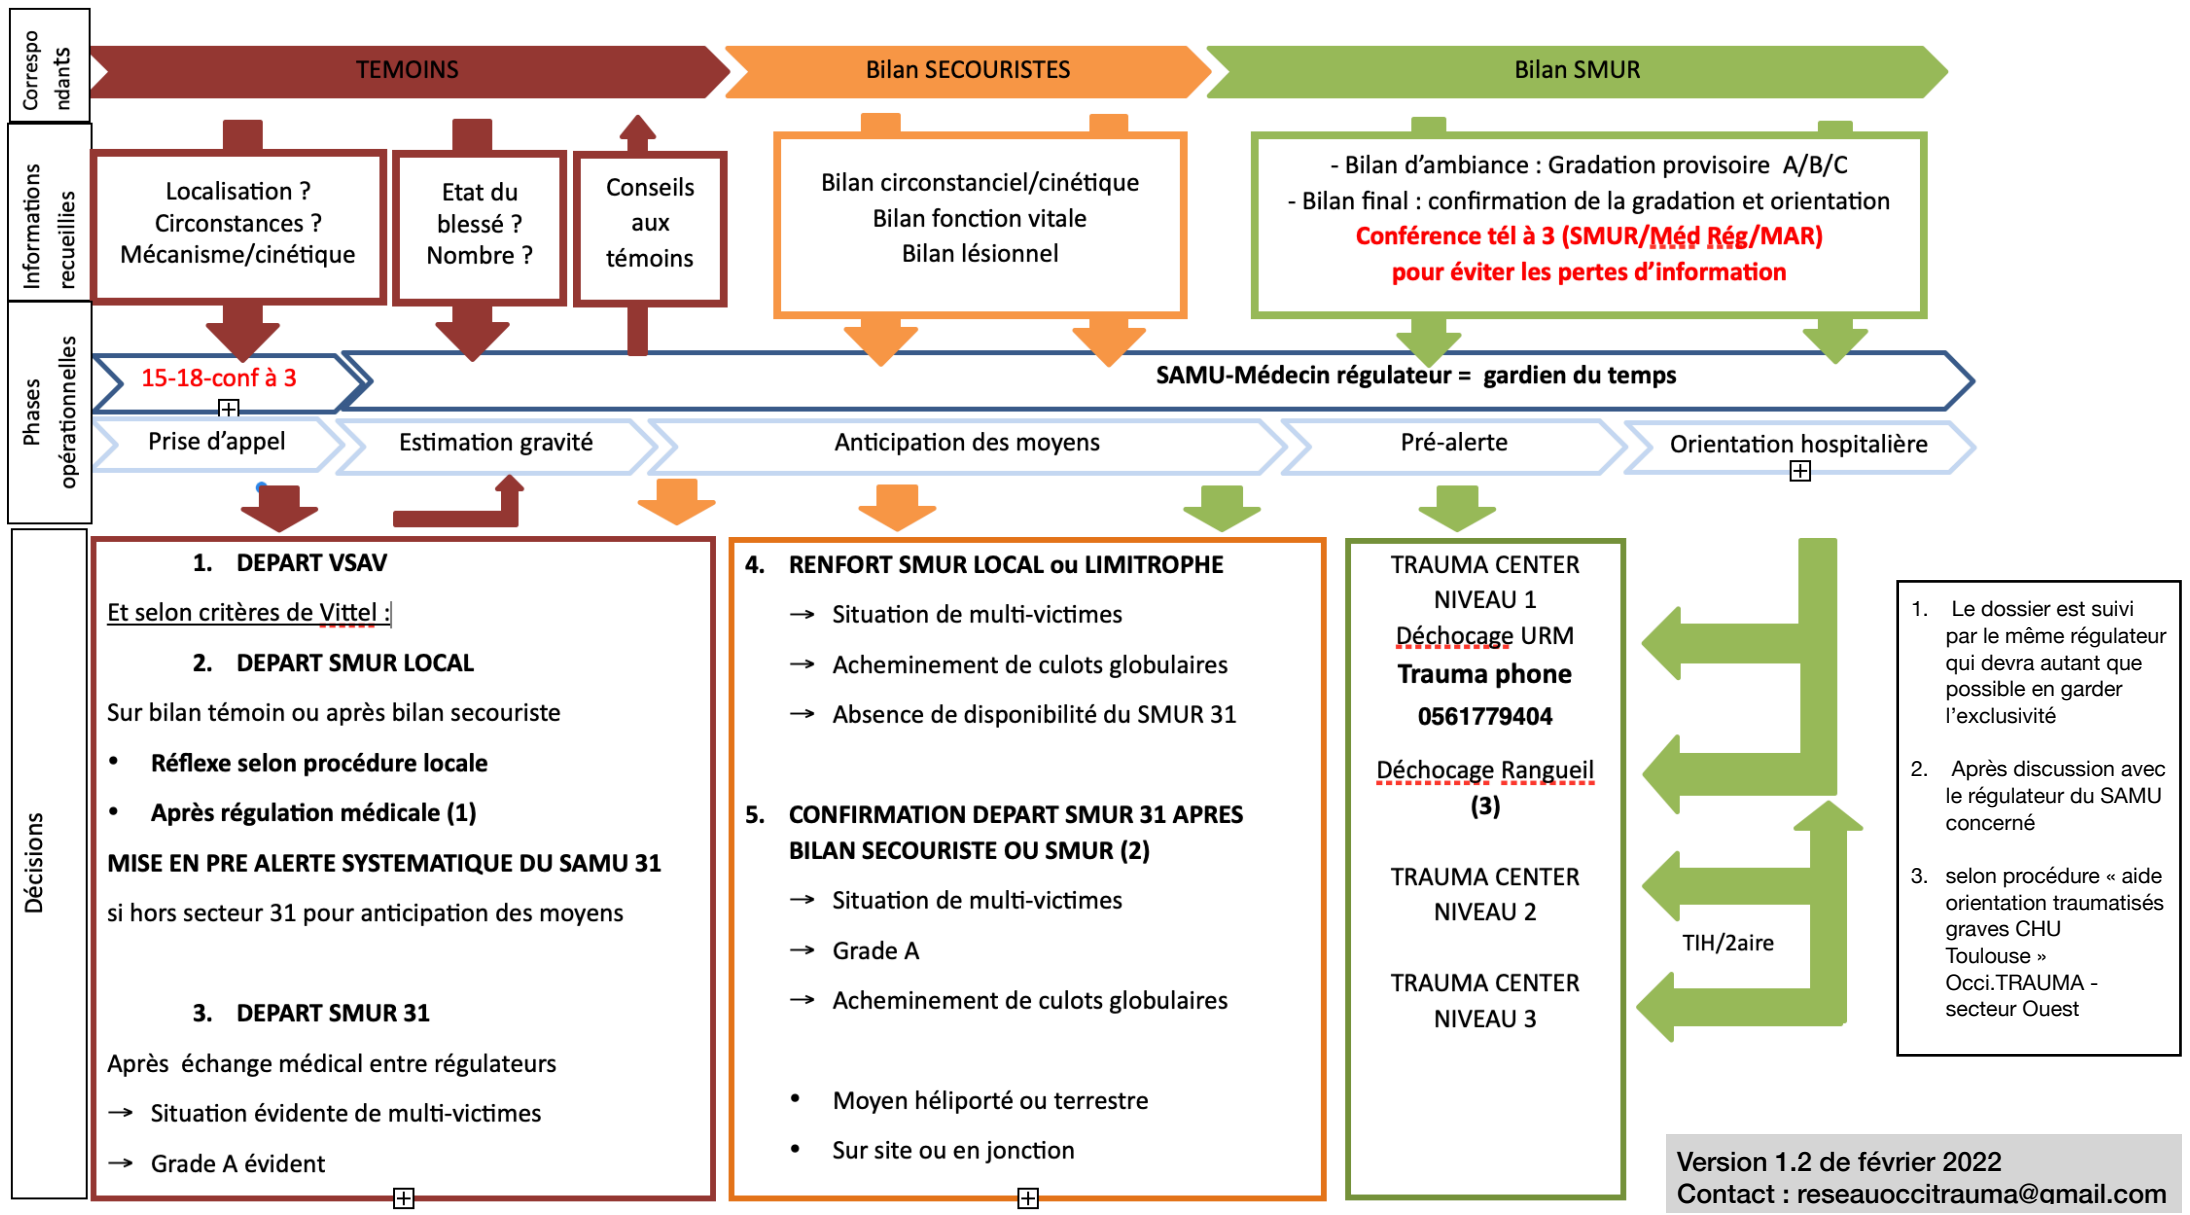 Correspo
ndants
TEMOINS
Bilan SECOURISTES
Bilan SMUR
Informations
recueillies
Localisation ?
Circonstances ?
Mécanisme/cinétique
Etat du
blessé ?
Nombre ?
Conseils
aux
témoins
Bilan circonstanciel/cinétique
Bilan fonction vitale
Bilan lésionnel
- Bilan d’ambiance : Gradation provisoire A/B/C
- Bilan final : confirmation de la gradation et orientation
Conférence tél à 3 (SMUR/Méd Rég/MAR)
pour éviter les pertes d’information
Phases
opérationnelles
15-18-conf à 3
SAMU-Médecin régulateur = gardien du temps
Prise d’appel
Estimation gravité
Anticipation des moyens
Pré-alerte
Orientation hospitalière
Décisions
1. DEPART VSAV
Et selon critères de Vittel :
2. DEPART SMUR LOCAL
Sur bilan témoin ou après bilan secouriste
• Réflexe selon procédure locale
• Après régulation médicale (1)
MISE EN PRE ALERTE SYSTEMATIQUE DU SAMU 31
si hors secteur 31 pour anticipation des moyens
3. DEPART SMUR 31
Après échange médical entre régulateurs
→ Situation évidente de multi-victimes
→ Grade A évident
4. RENFORT SMUR LOCAL ou LIMITROPHE
→ Situation de multi-victimes
→ Acheminement de culots globulaires
→ Absence de disponibilité du SMUR 31
5. CONFIRMATION DEPART SMUR 31 APRES
BILAN SECOURISTE OU SMUR (2)
→ Situation de multi-victimes
→ Grade A
→ Acheminement de culots globulaires
• Moyen héliporté ou terrestre
• Sur site ou en jonction
TRAUMA CENTER
NIVEAU 1
Déchocage URM
Trauma phone
0561779404
Déchocage Rangueil
(3)
TRAUMA CENTER
NIVEAU 2
TRAUMA CENTER
NIVEAU 3
TIH/2aire
1. Le dossier est suivi
par le même régulateur
qui devra autant que
possible en garder
l’exclusivité
2. Après discussion avec
le régulateur du SAMU
concerné
3. selon procédure « aide
orientation traumatisés
graves CHU
Toulouse »
Occi.TRAUMA -
secteur Ouest
Version 1.2 de février 2022
Contact : reseauoccitrauma@gmail.com